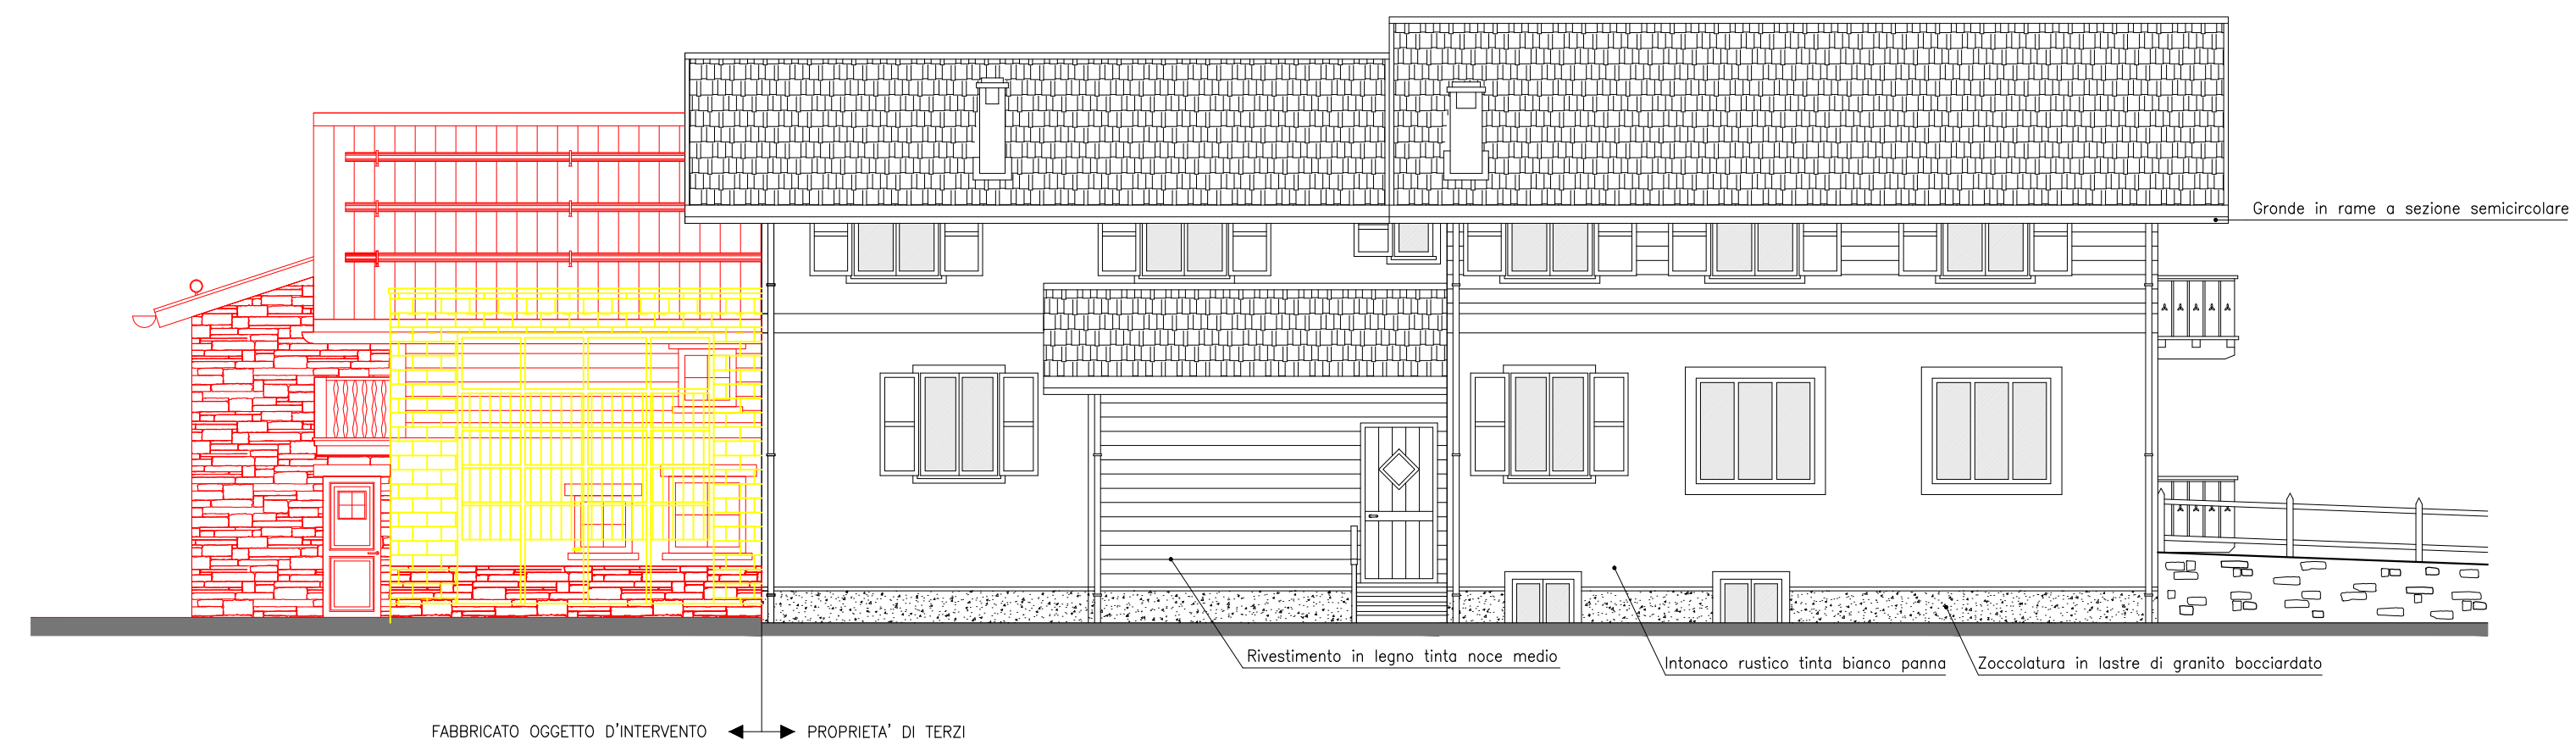 Gronde in rame a sezione semicircolare
Rivestimento in legno tinta noce medio
Intonaco rustico tinta bianco panna
Zoccolatura in lastre di granito bocciardato
FABBRICATO OGGETTO D'INTERVENTO
PROPRIETA' DI TERZI